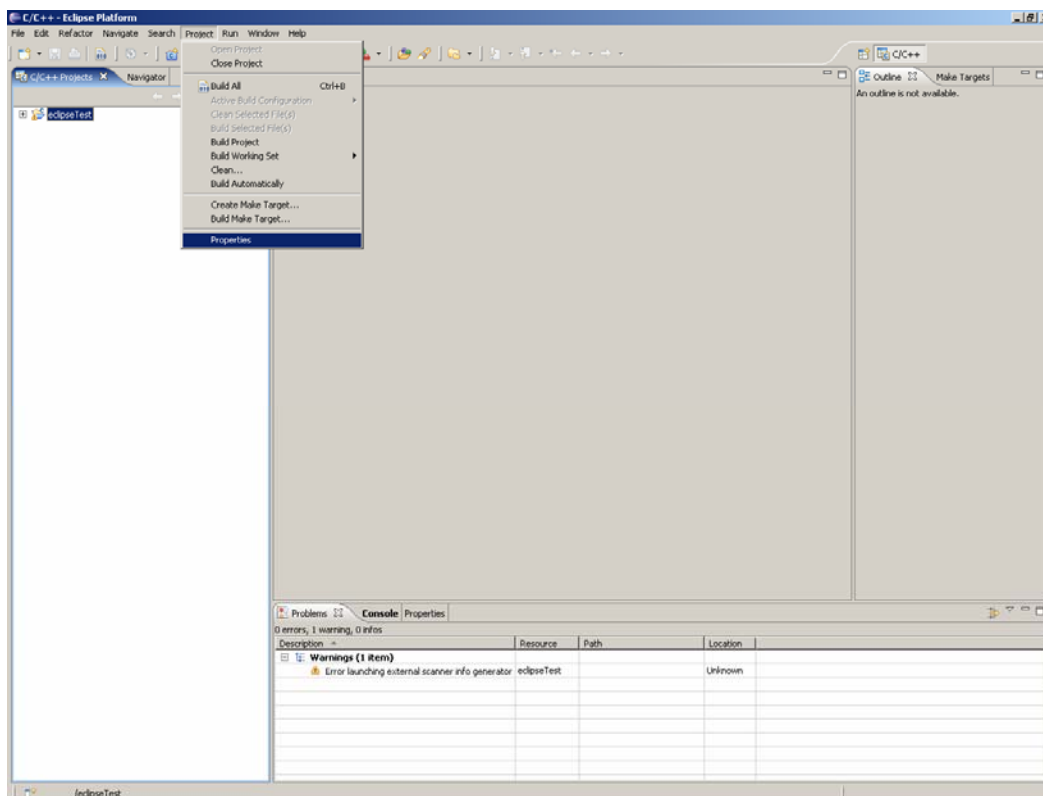 C/C++ - Eclipse Platform
File Edit Refactor Navigate Search Project Run Window Help
C/C++
C/C++ Projects
Navigator
Outline
Make Targets
An outline is not available.
eclipseTest
Open Project
Close Project
Build All Ctrl+B
Active Build Configuration
Clean Selected File(s)
Build Selected File(s)
Build Project
Build Working Set
Clean...
Build Automatically
Create Make Target...
Build Make Target...
Properties
Problems Console Properties
0 errors, 1 warning, 0 infos
Description Resource Path Location
Warnings (1 item)
Error launching external scanner info generator eclipseTest Unknown
/eclipseTest